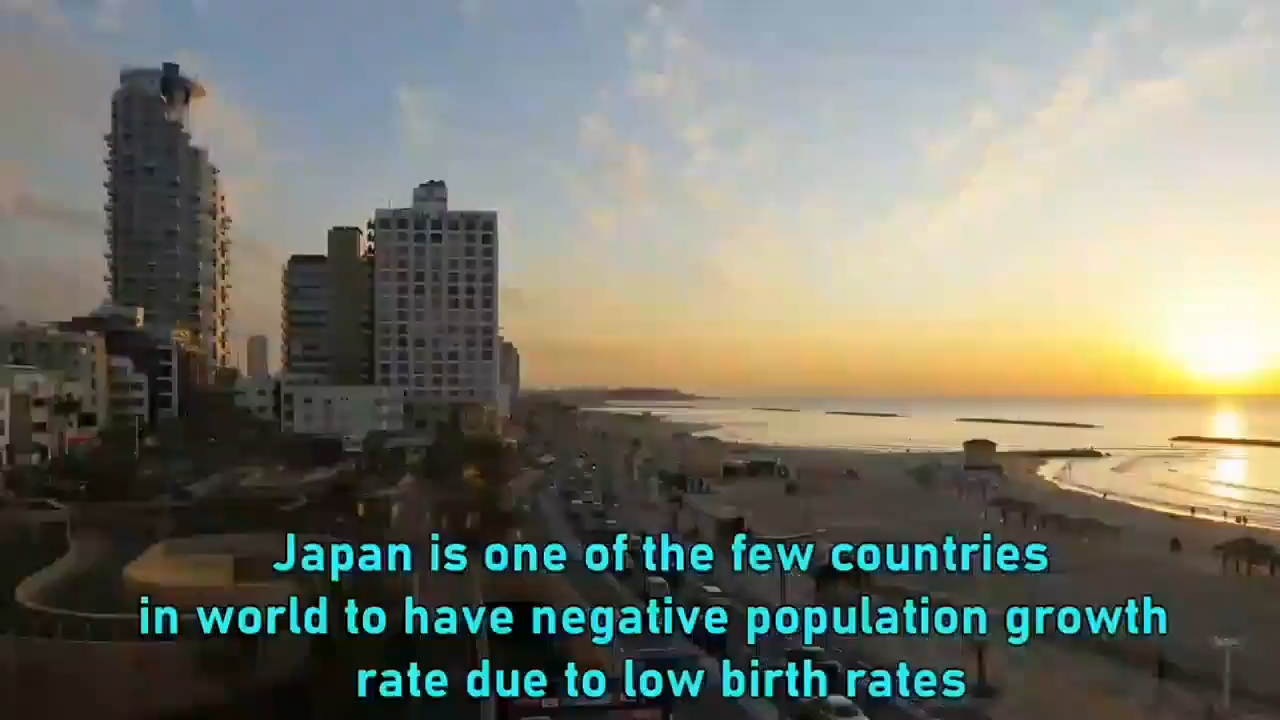 Japan is one of the few countries
in world to have negative population growth
rate due to low birth rates